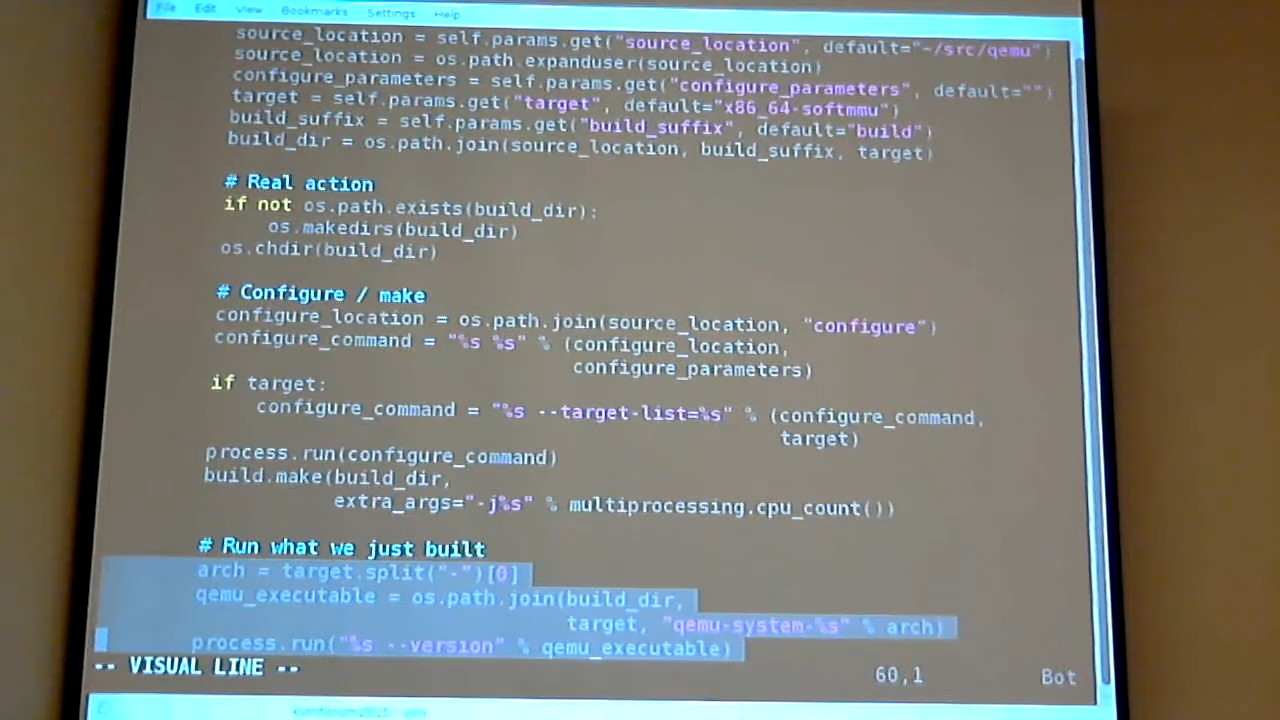 File Edit View Bookmarks Settings Help
source_location = self.params.get("source_location", default="~/src/qemu")
source_location = os.path.expanduser(source_location)
configure_parameters = self.params.get("configure_parameters", default="")
target = self.params.get("target", default="x86_64-softmmu")
build_suffix = self.params.get("build_suffix", default="build")
build_dir = os.path.join(source_location, build_suffix, target)
# Real action
if not os.path.exists(build_dir):
os.makedirs(build_dir)
os.chdir(build_dir)
# Configure / make
configure_location = os.path.join(source_location, "configure")
configure_command = "%s %s" % (configure_location,
configure_parameters)
if target:
configure_command = "%s --target-list=%s" % (configure_command,
target)
process.run(configure_command)
build.make(build_dir,
extra_args="-j%s" % multiprocessing.cpu_count())
# Run what we just built
arch = target.split("-")[0]
qemu_executable = os.path.join(build_dir,
target, "qemu-system-%s" % arch)
process.run("%s --version" % qemu_executable)
-- VISUAL LINE -- 60,1 Bot